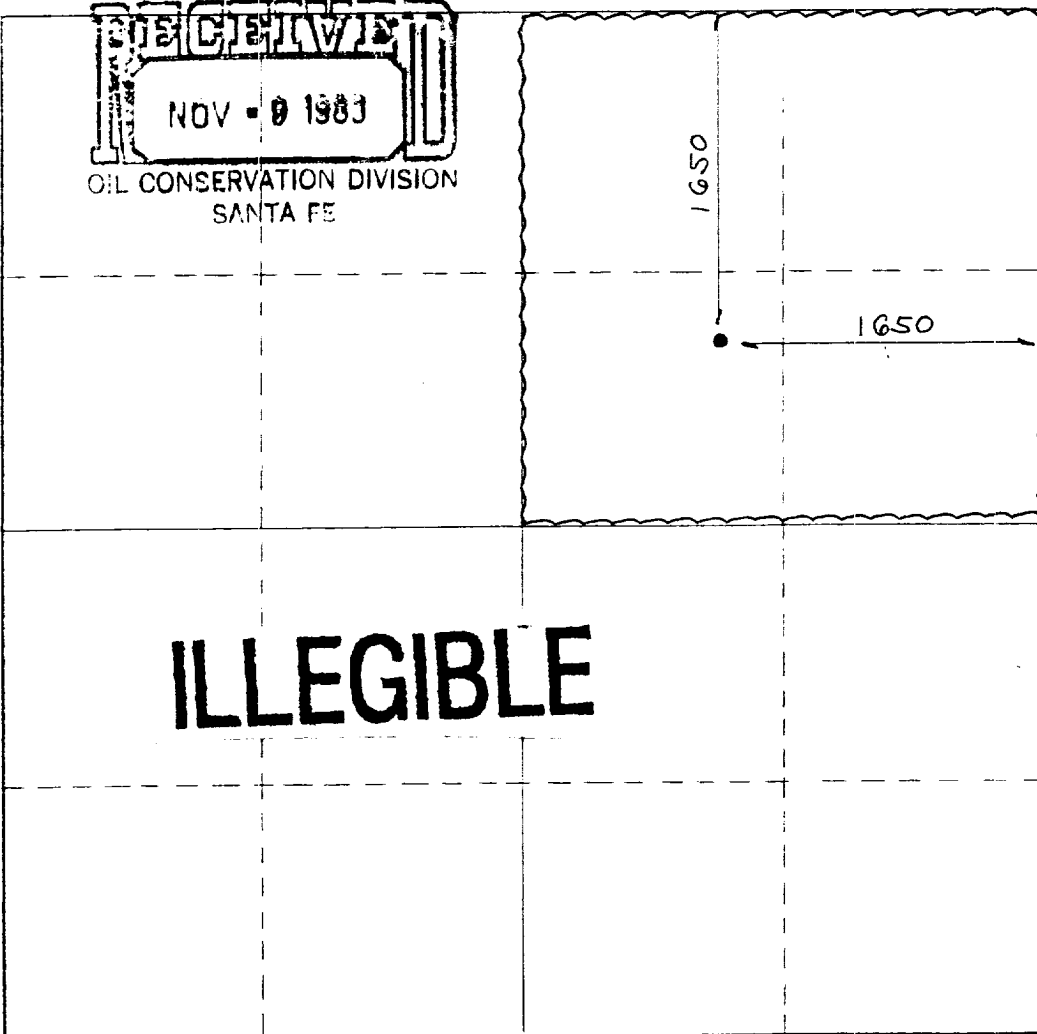 RECEIVED
NOV - 9 1983
OIL CONSERVATION DIVISION
SANTA FE
1650
1650
ILLEGIBLE